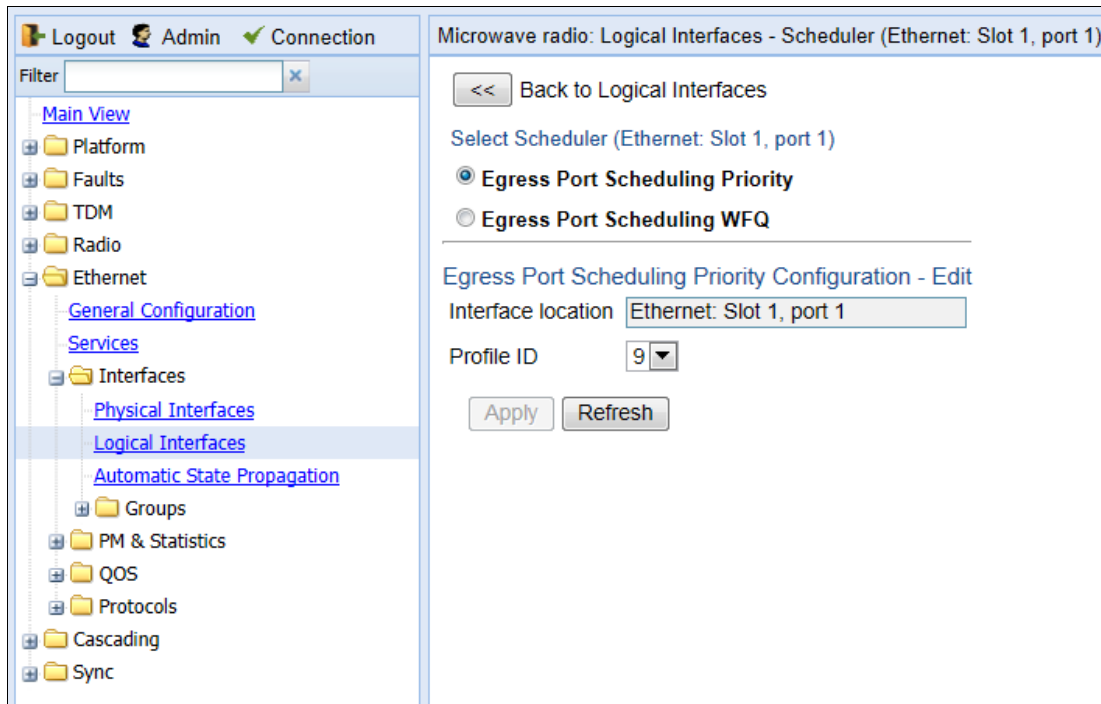 Logout Admin Connection
Filter
Main View
Platform
Faults
TDM
Radio
Ethernet
General Configuration
Services
Interfaces
Physical Interfaces
Logical Interfaces
Automatic State Propagation
Groups
PM & Statistics
QOS
Protocols
Cascading
Sync
Microwave radio: Logical Interfaces - Scheduler (Ethernet: Slot 1, port 1)
<< Back to Logical Interfaces
Select Scheduler (Ethernet: Slot 1, port 1)
Egress Port Scheduling Priority
Egress Port Scheduling WFQ
Egress Port Scheduling Priority Configuration - Edit
Interface location Ethernet: Slot 1, port 1
Profile ID 9
Apply Refresh